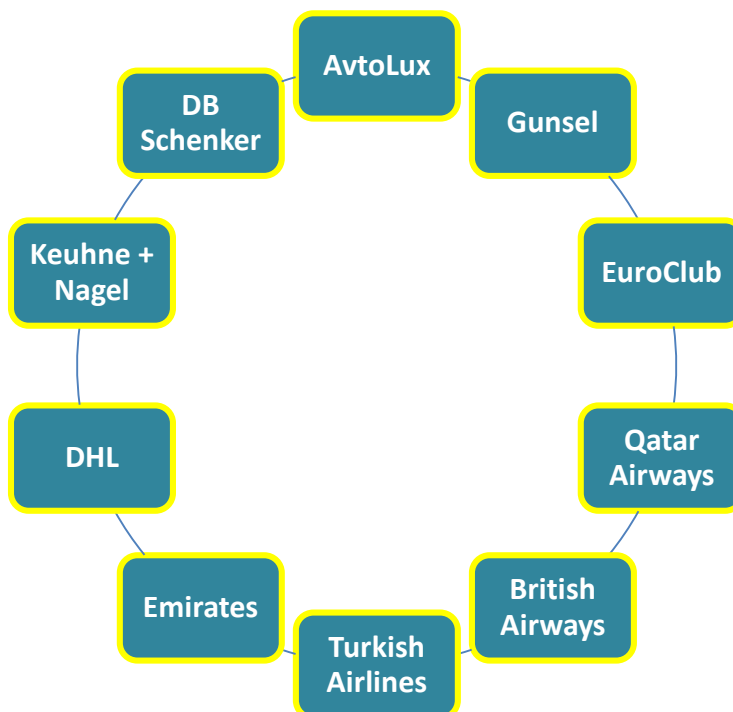 AvtoLux
Gunsel
EuroClub
Qatar
Airways
British
Airways
Turkish
Airlines
Emirates
DHL
Keuhne +
Nagel
DB
Schenker